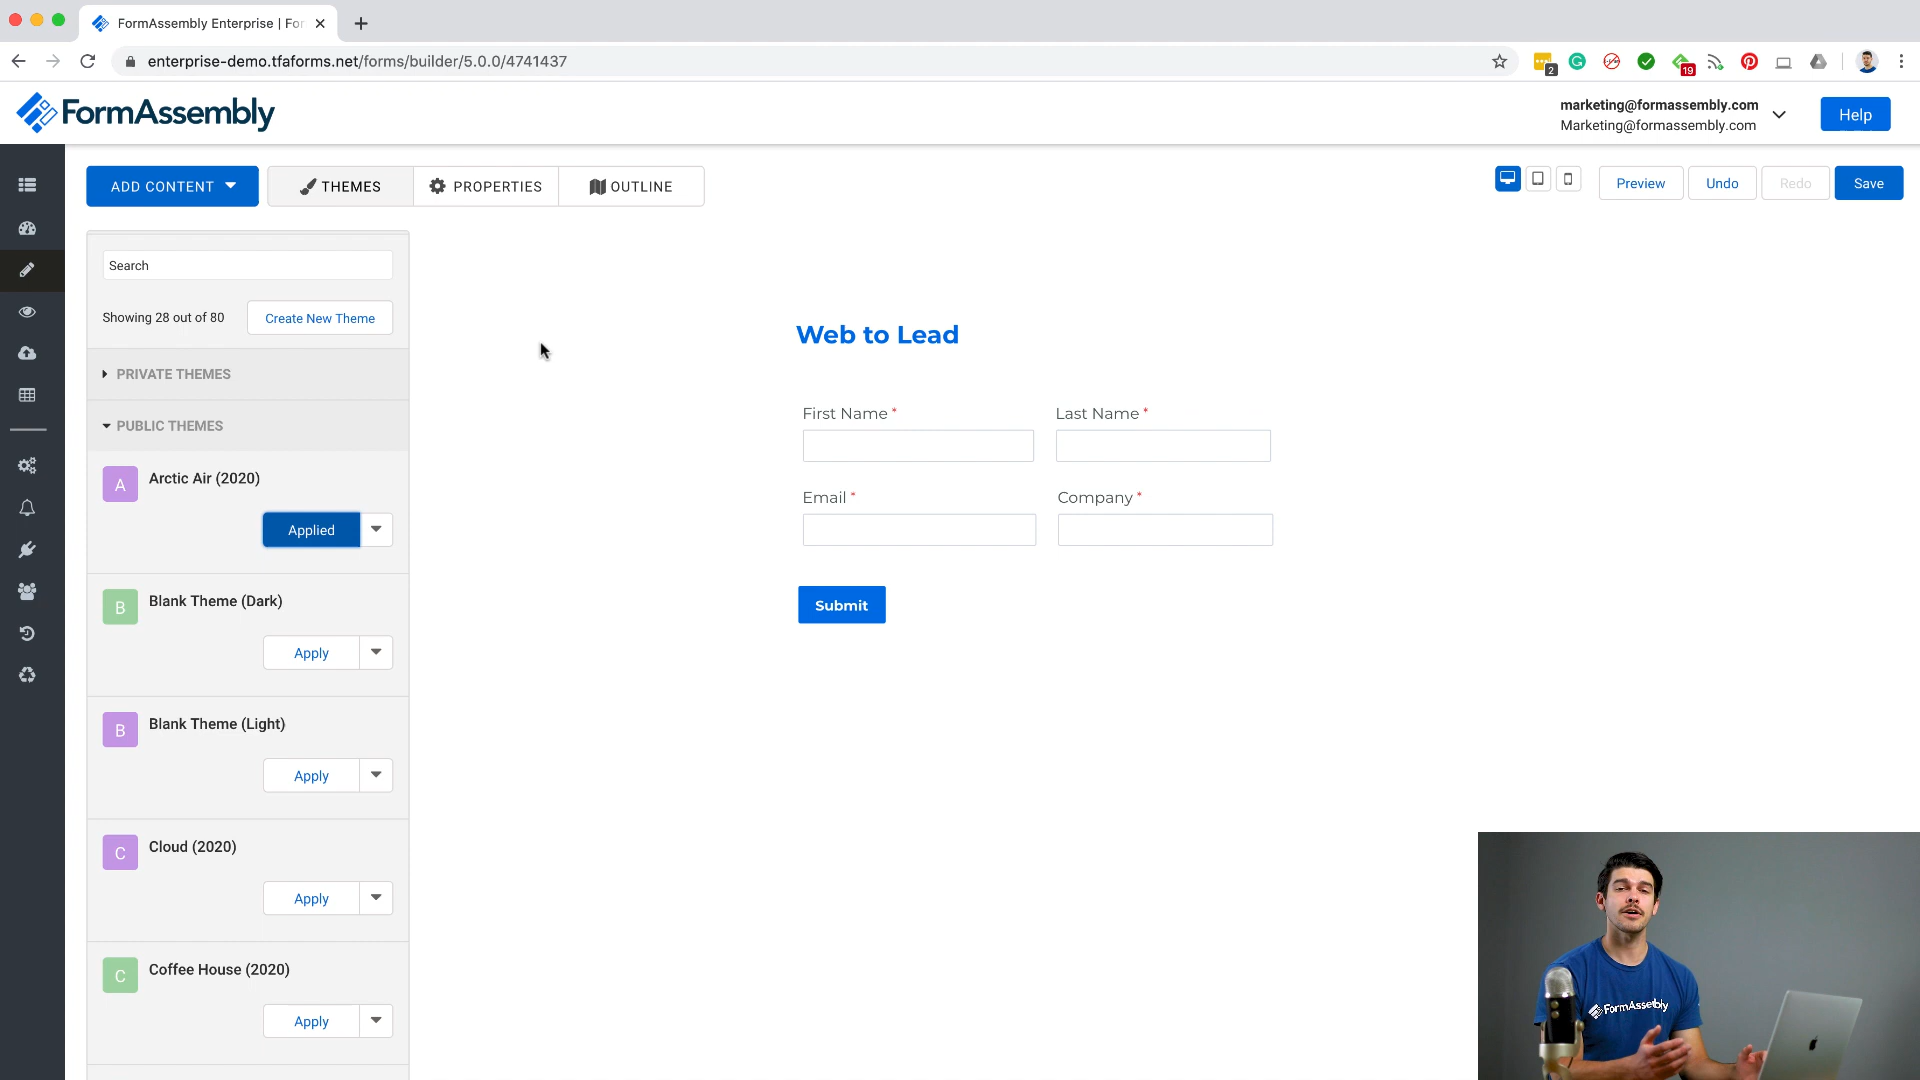 FormAssembly Enterprise | For
enterprise-demo.tfaforms.net/forms/builder/5.0.0/4741437
2
19
FormAssembly
marketing@formassembly.com
Marketing@formassembly.com
Help
ADD CONTENT
THEMES
PROPERTIES
OUTLINE
Preview
Undo
Redo
Save
Search
Showing 28 out of 80
Create New Theme
PRIVATE THEMES
PUBLIC THEMES
A
Arctic Air (2020)
Applied
B
Blank Theme (Dark)
Apply
B
Blank Theme (Light)
Apply
C
Cloud (2020)
Apply
C
Coffee House (2020)
Apply
Web to Lead
First Name *
Last Name *
Email *
Company *
Submit
FormAssembly